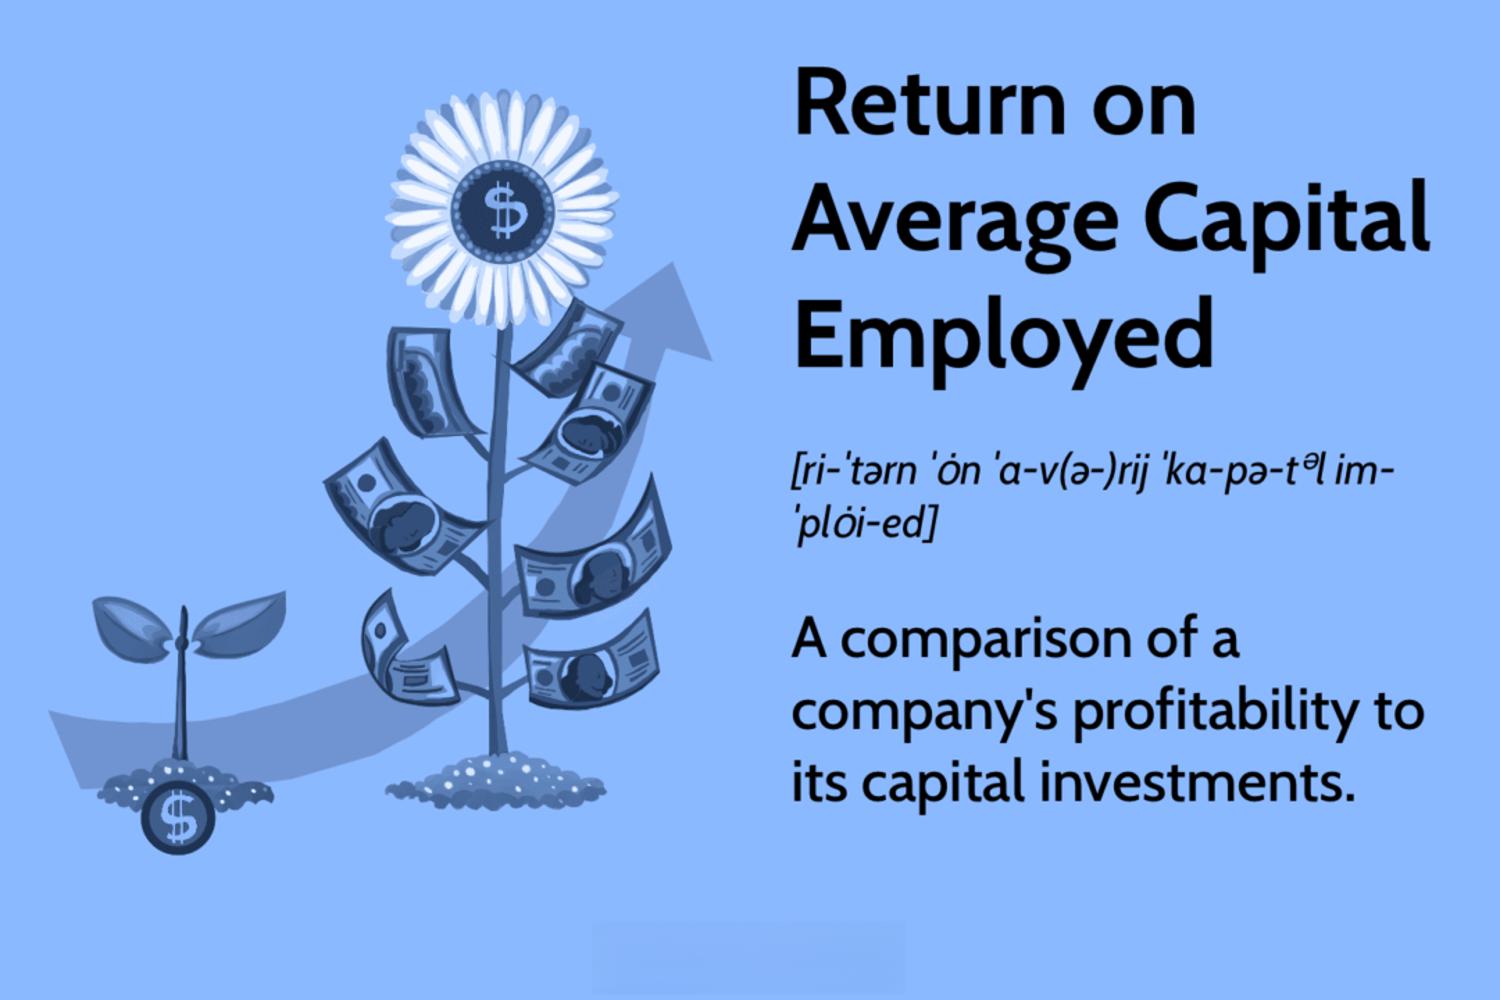 Return on
Average Capital
Employed
[ri-ˈtərn ˈȯn ˈa-v(ə-)rij ˈka-pə-tᵊl im-
ˈplȯi-ed]
A comparison of a
company's profitability to
its capital investments.
$
$